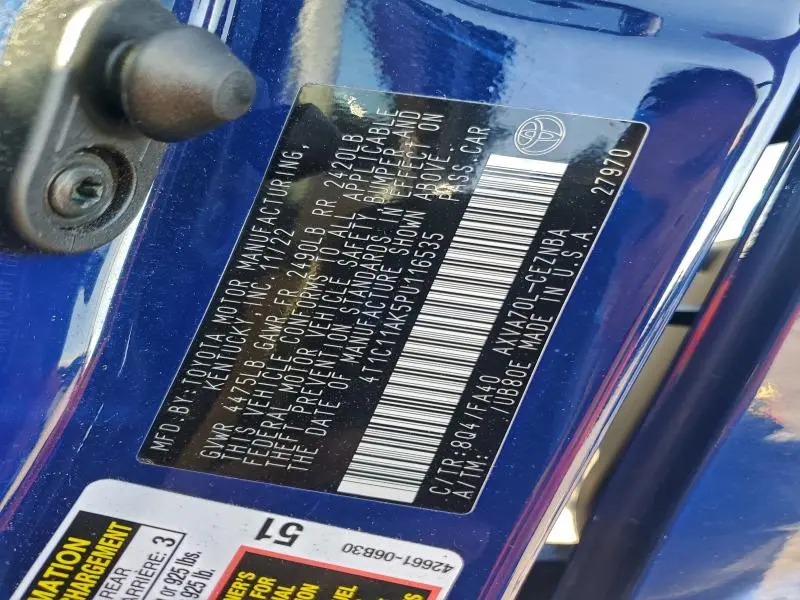 MFD. BY: TOYOTA MOTOR MANUFACTURING,
KENTUCKY, INC. 11/22
GVWR 4475LB GAWR FR 2490LB RR 2420LB
THIS VEHICLE CONFORMS TO ALL APPLICABLE
FEDERAL MOTOR VEHICLE SAFETY, BUMPER, AND
THEFT PREVENTION STANDARDS IN EFFECT ON
THE DATE OF MANUFACTURE SHOWN ABOVE.
4T1C11AK5PU116535 PASS.CAR
C/TR:8Q4/FA40 AXVA70L-CEZNBA
A/TM: /UB80E MADE IN U.S.A. 27970
51
42661-06B30
MATION
CHARGEMENT
REAR
ARRIÈRE: 3
or 925 lbs.
925 lb.